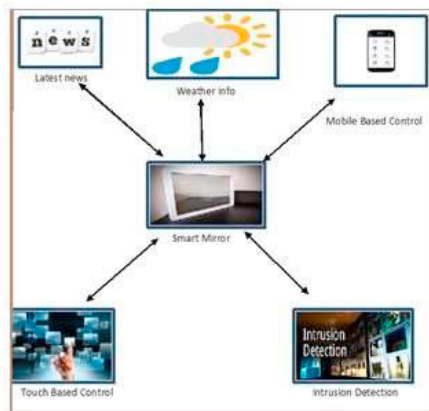 news
Latest news
Weather Info
Mobile Based Control
Smart Mirror
Intrusion
Detection
Touch Based Control
Intrusion Detection